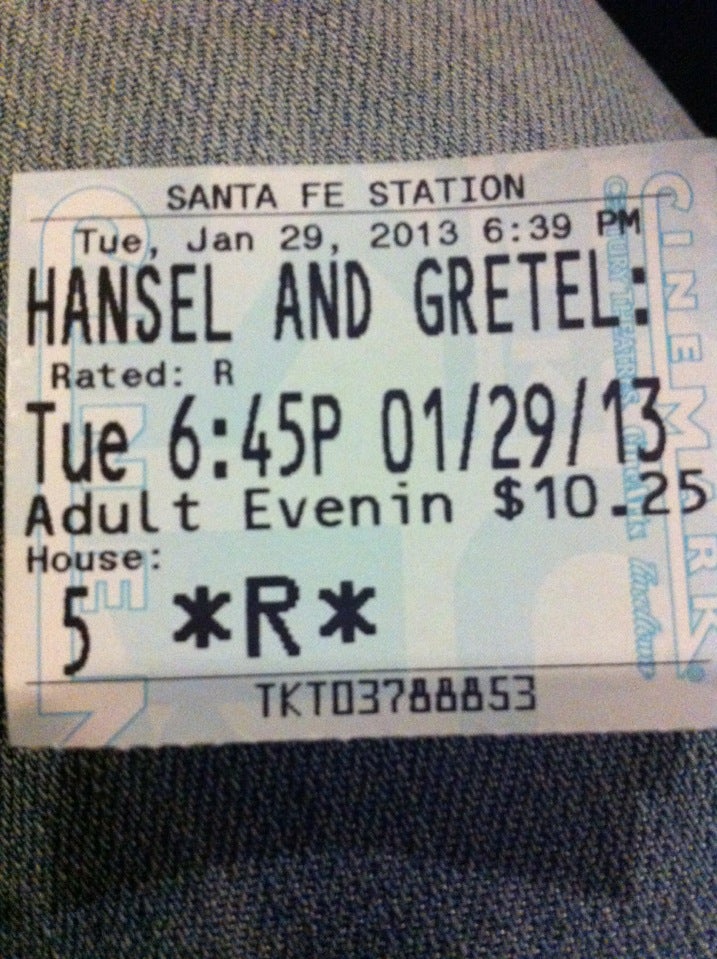 SANTA FE STATION
Tue, Jan 29, 2013 6:39 PM
HANSEL AND GRETEL:
Rated: R
Tue 6:45P 01/29/13
Adult Evenin $10.25
House:
5 *R*
TKT03788853
CINEMARK
CINE